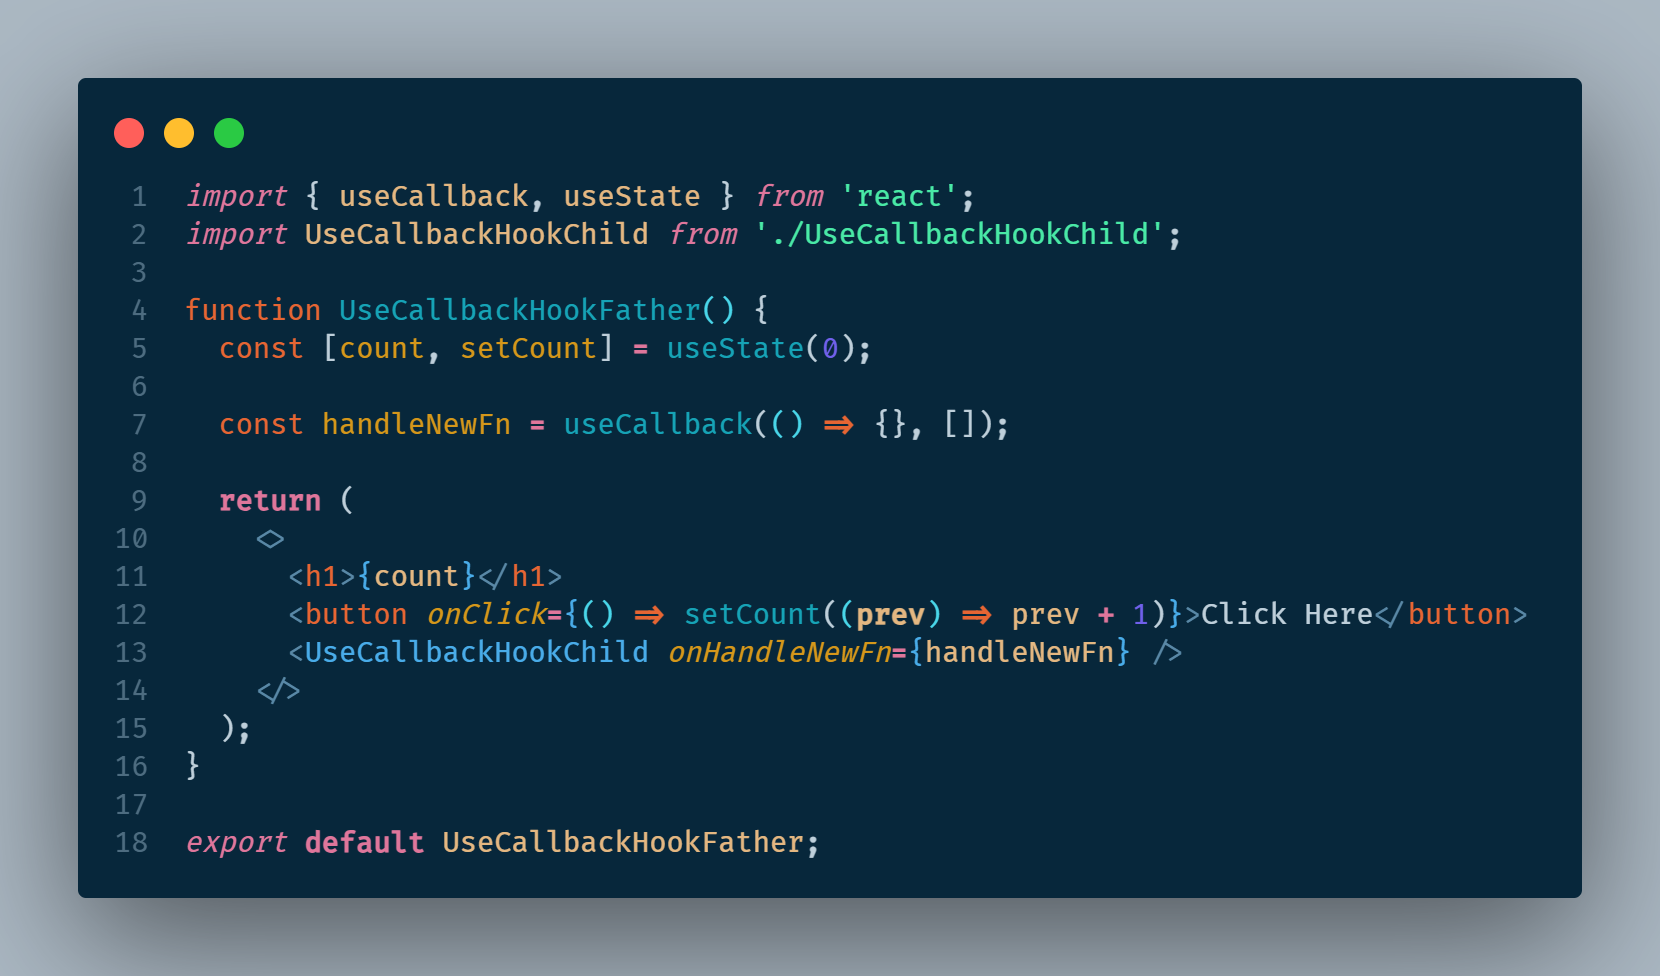 1 import { useCallback, useState } from 'react';
2 import UseCallbackHookChild from './UseCallbackHookChild';
3
4 function UseCallbackHookFather() {
5   const [count, setCount] = useState(0);
6
7   const handleNewFn = useCallback(() => {}, []);
8
9   return (
10     <>
11       <h1>{count}</h1>
12       <button onClick={() => setCount((prev) => prev + 1)}>Click Here</button>
13       <UseCallbackHookChild onHandleNewFn={handleNewFn} />
14     </>
15   );
16 }
17
18 export default UseCallbackHookFather;